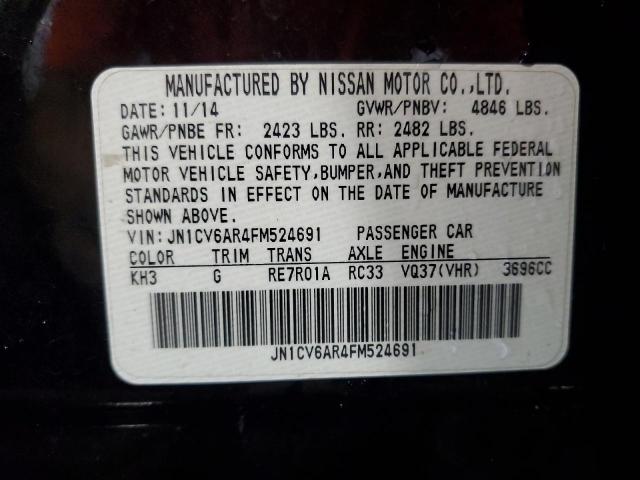 MANUFACTURED BY NISSAN MOTOR CO.,LTD.
DATE: 11/14 GVWR/PNBV: 4846 LBS.
GAWR/PNBE FR: 2423 LBS. RR: 2482 LBS.
THIS VEHICLE CONFORMS TO ALL APPLICABLE FEDERAL
MOTOR VEHICLE SAFETY,BUMPER,AND THEFT PREVENTION
STANDARDS IN EFFECT ON THE DATE OF MANUFACTURE
SHOWN ABOVE.
VIN: JN1CV6AR4FM524691 PASSENGER CAR
COLOR TRIM TRANS AXLE ENGINE
KH3 G RE7R01A RC33 VQ37(VHR) 3696CC
JN1CV6AR4FM524691